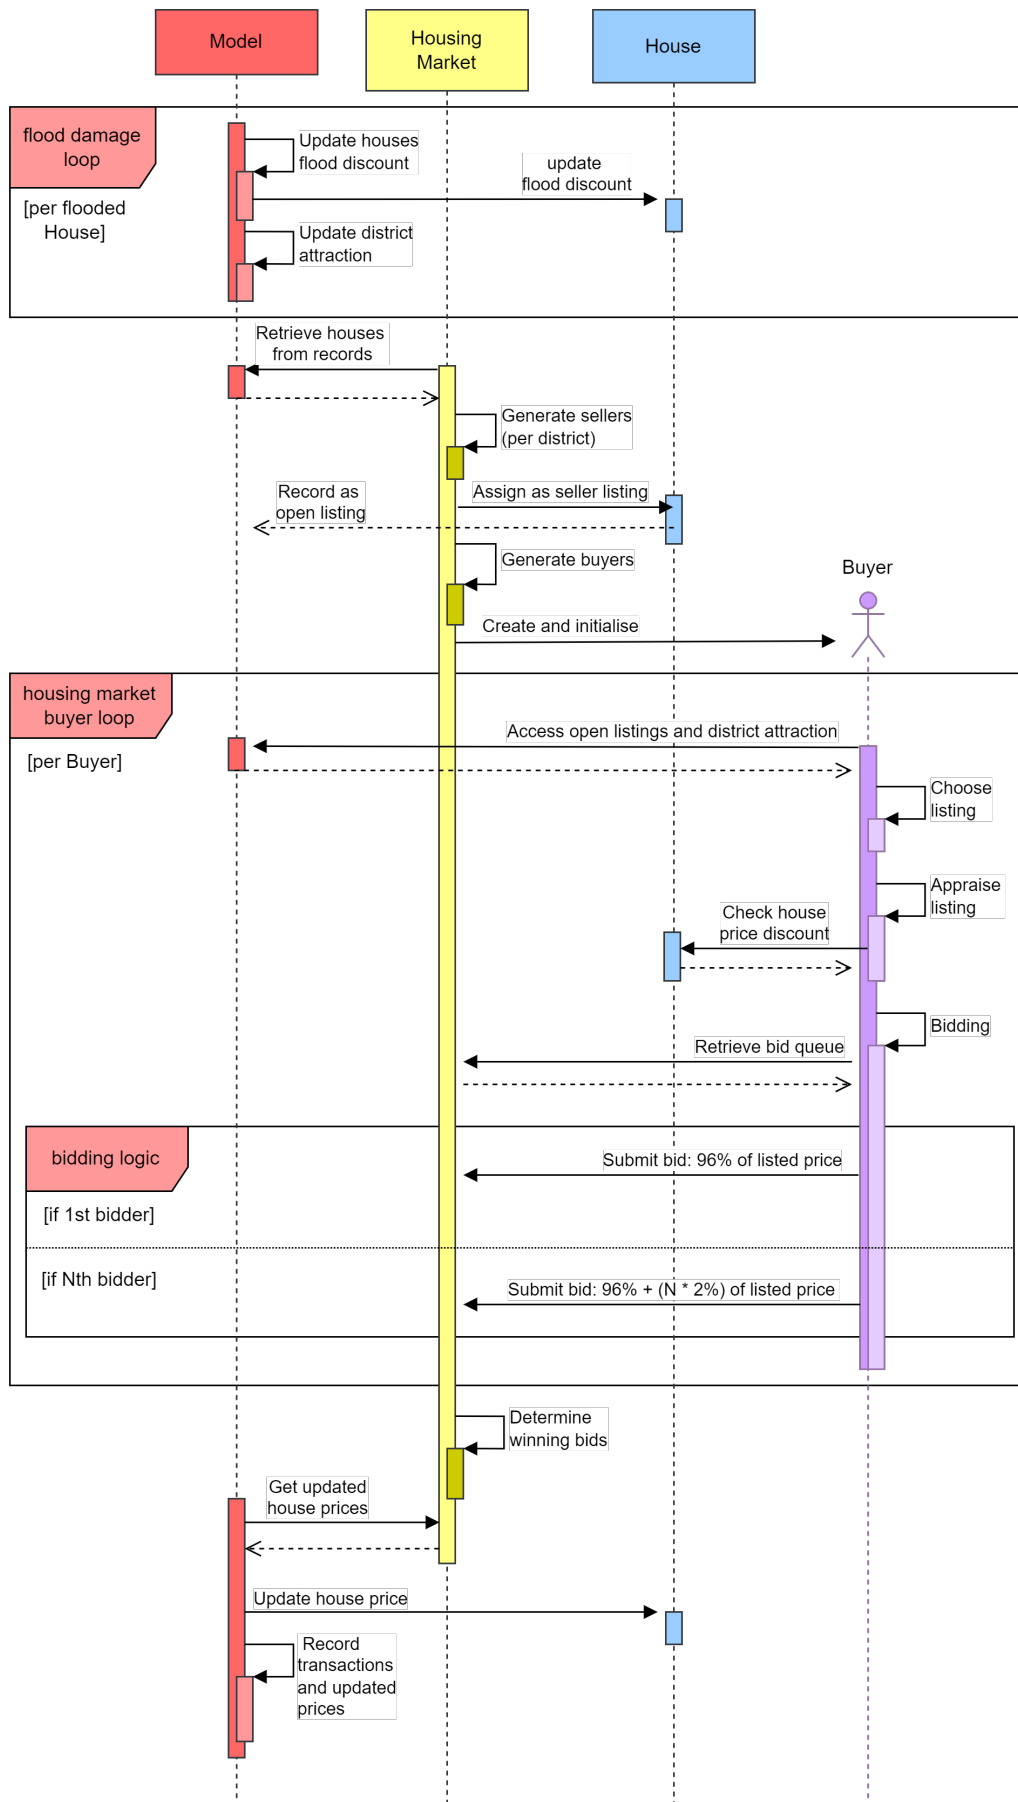 Model
Housing
Market
House
flood damage
loop
[per flooded
House]
Update houses
flood discount
update
flood discount
Update district
attraction
Retrieve houses
from records
Generate sellers
(per district)
Record as
open listing
Assign as seller listing
Generate buyers
Buyer
Create and initialise
housing market
buyer loop
[per Buyer]
Access open listings and district attraction
Choose
listing
Appraise
listing
Check house
price discount
Bidding
Retrieve bid queue
bidding logic
[if 1st bidder]
Submit bid: 96% of listed price
[if Nth bidder]
Submit bid: 96% + (N * 2%) of listed price
Determine
winning bids
Get updated
house prices
Update house price
Record
transactions
and updated
prices